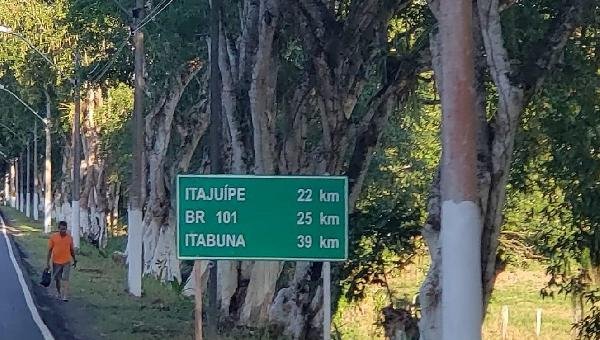 ITAJUÍPE 22 km
BR 101 25 km
ITABUNA 39 km